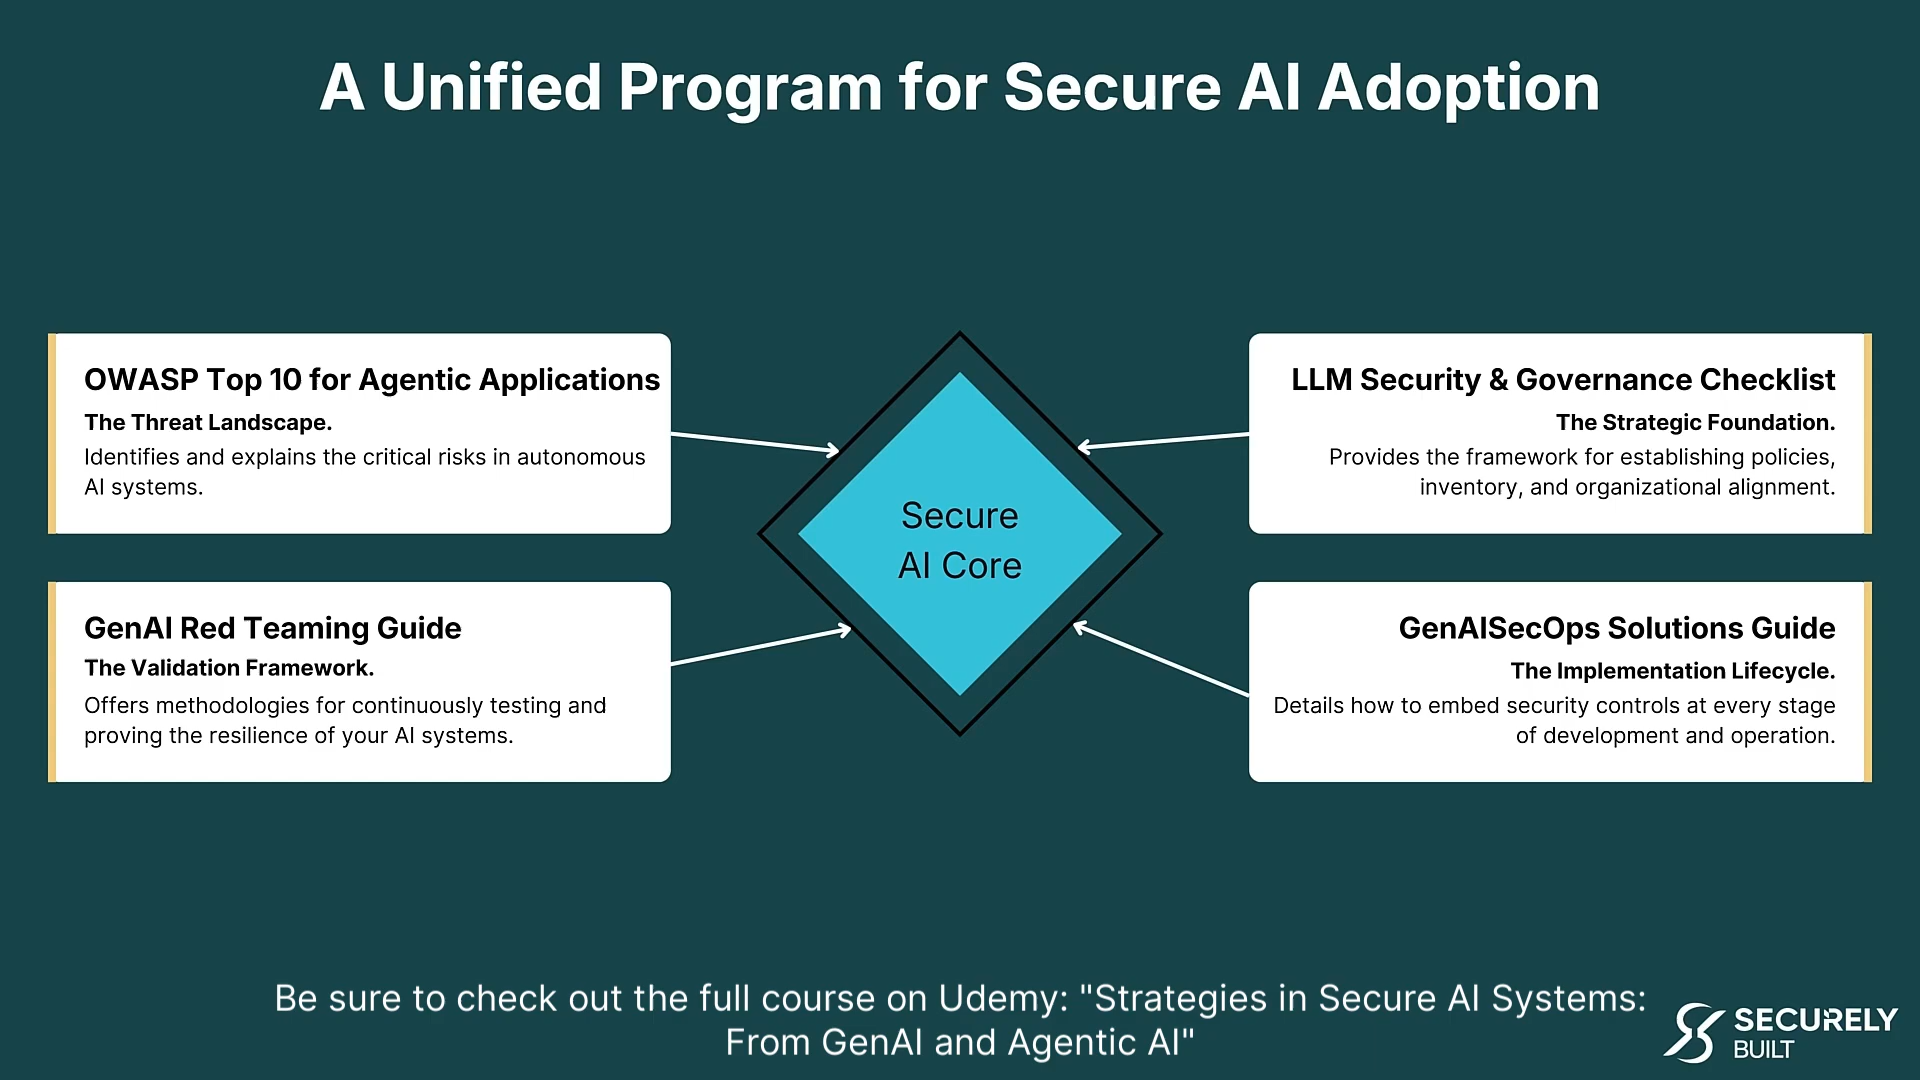 A Unified Program for Secure AI Adoption
OWASP Top 10 for Agentic Applications
The Threat Landscape.
Identifies and explains the critical risks in autonomous
AI systems.
GenAI Red Teaming Guide
The Validation Framework.
Offers methodologies for continuously testing and
proving the resilience of your AI systems.
Secure
AI Core
LLM Security & Governance Checklist
The Strategic Foundation.
Provides the framework for establishing policies,
inventory, and organizational alignment.
GenAISecOps Solutions Guide
The Implementation Lifecycle.
Details how to embed security controls at every stage
of development and operation.
Be sure to check out the full course on Udemy: "Strategies in Secure AI Systems:
From GenAI and Agentic AI"
SECURELY
BUILT